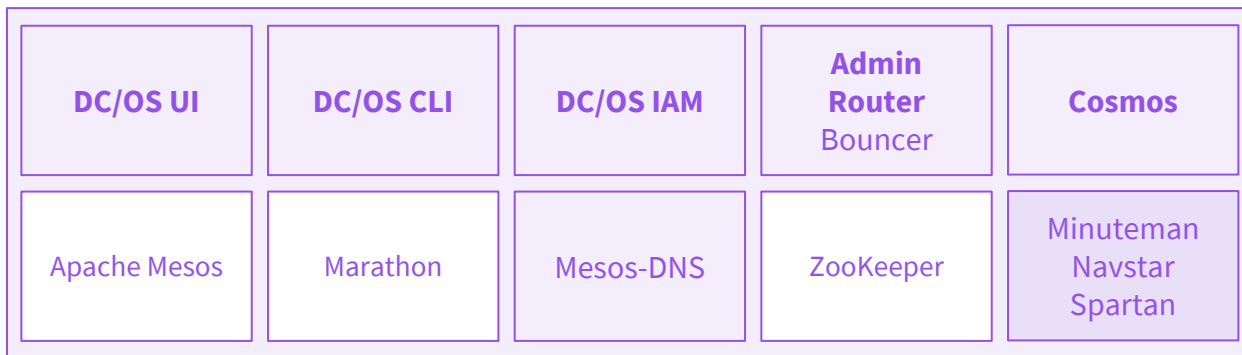 DC/OS UI
DC/OS CLI
DC/OS IAM
Admin
Router
Bouncer
Cosmos
Apache Mesos
Marathon
Mesos-DNS
ZooKeeper
Minuteman
Navstar
Spartan